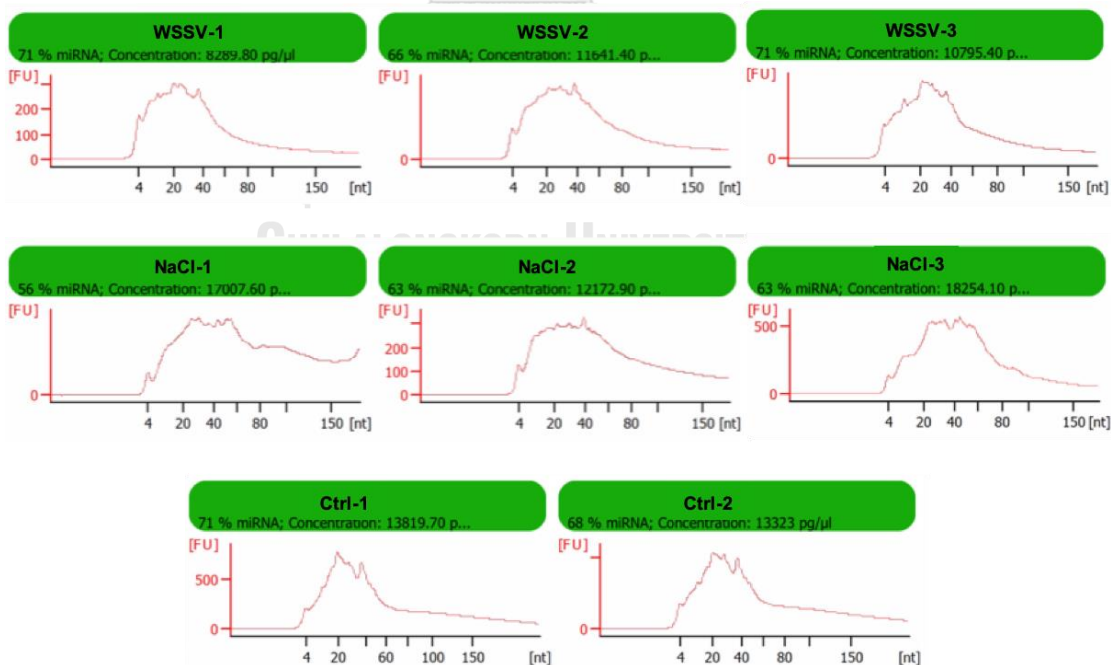 WSSV-1
71 % miRNA; Concentration: 8289.80 pg/µl
[FU]
200
100
0
4 20 40 80 150 [nt]
WSSV-2
66 % miRNA; Concentration: 11641.40 p...
[FU]
0
4 20 40 80 150 [nt]
WSSV-3
71 % miRNA; Concentration: 10795.40 p...
[FU]
0
4 20 40 80 150 [nt]
NaCl-1
56 % miRNA; Concentration: 17007.60 p...
[FU]
0
4 20 40 80 150 [nt]
NaCl-2
63 % miRNA; Concentration: 12172.90 p...
[FU]
200
100
0
4 20 40 80 150 [nt]
NaCl-3
63 % miRNA; Concentration: 18254.10 p...
[FU]
500
0
4 20 40 80 150 [nt]
Ctrl-1
71 % miRNA; Concentration: 13819.70 p...
[FU]
500
0
4 20 60 100 150 [nt]
Ctrl-2
68 % miRNA; Concentration: 13323 pg/µl
[FU]
0
4 20 40 80 150 [nt]